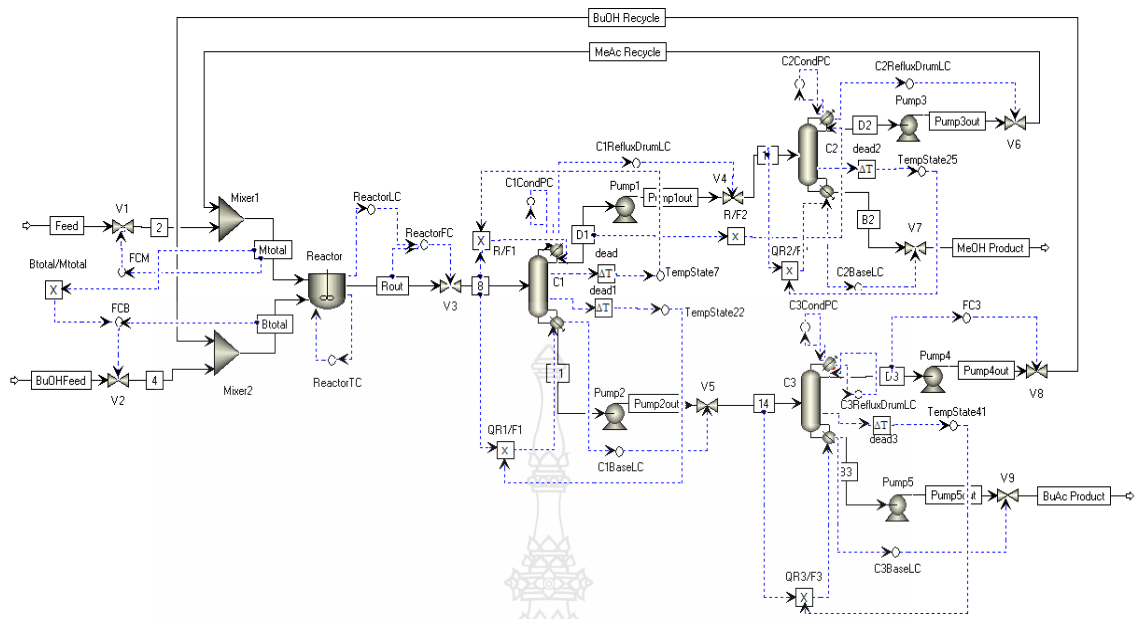 BuOH Recycle
MeAc Recycle
C2CondPC
C2RefluxDrumLC
Pump3
D2
Pump3out
V6
C2
dead2
ΔT
TempState25
C1RefluxDrumLC
V4
C1CondPC
Pump1
Pump1out
R/F2
D1
X
B2
V7
MeOH Product
QR2/F
X
C2BaseLC
Feed
V1
2
Mixer1
FCM
Mtotal
Btotal/Mtotal
X
FCB
Btotal
BuOHFeed
V2
4
Mixer2
Reactor
ReactorLC
ReactorFC
Rout
V3
ReactorTC
X
R/F1
8
C1
dead
ΔT
TempState7
dead1
ΔT
TempState22
C3CondPC
FC3
C3
D3
Pump4
Pump4out
V8
C3RefluxDrumLC
ΔT
dead3
TempState41
Pump2
Pump2out
V5
14
QR1/F1
X
C1BaseLC
Pump5
V9
BuAc Product
C3BaseLC
QR3/F3
X